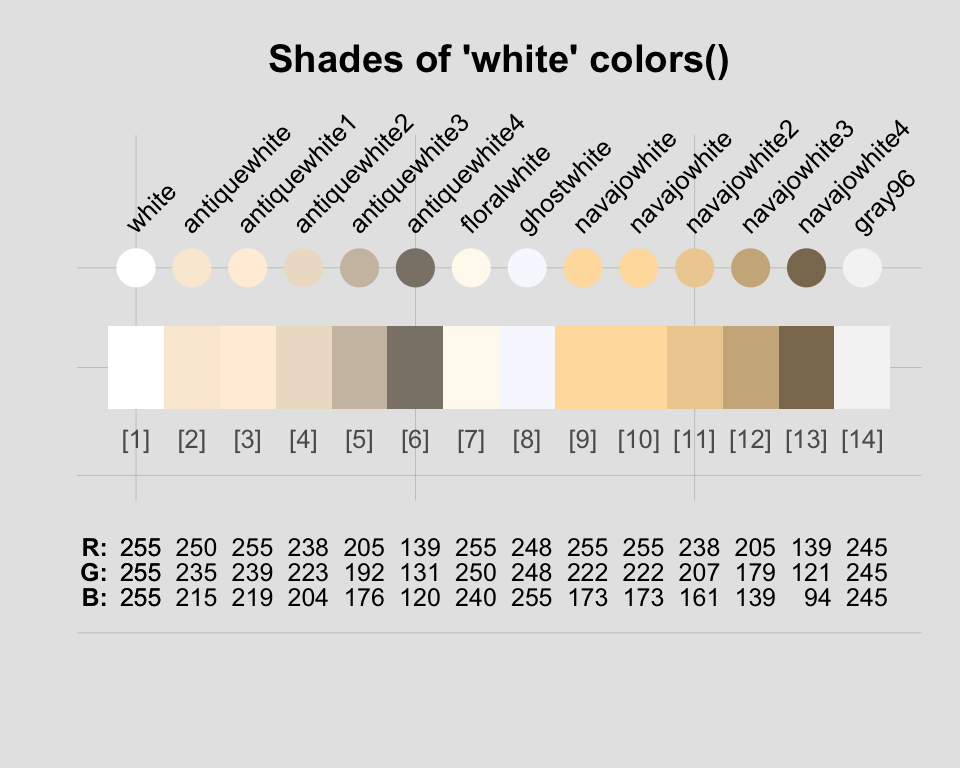 Shades of 'white' colors()
white antiquewhite antiquewhite1 antiquewhite2 antiquewhite3 antiquewhite4 floralwhite ghostwhite navajowhite navajowhite navajowhite2 navajowhite3 navajowhite4 gray96
[1] [2] [3] [4] [5] [6] [7] [8] [9] [10] [11] [12] [13] [14]
R: 255 250 255 238 205 139 255 248 255 255 238 205 139 245
G: 255 235 239 223 192 131 250 248 222 222 207 179 121 245
B: 255 215 219 204 176 120 240 255 173 173 161 139 94 245